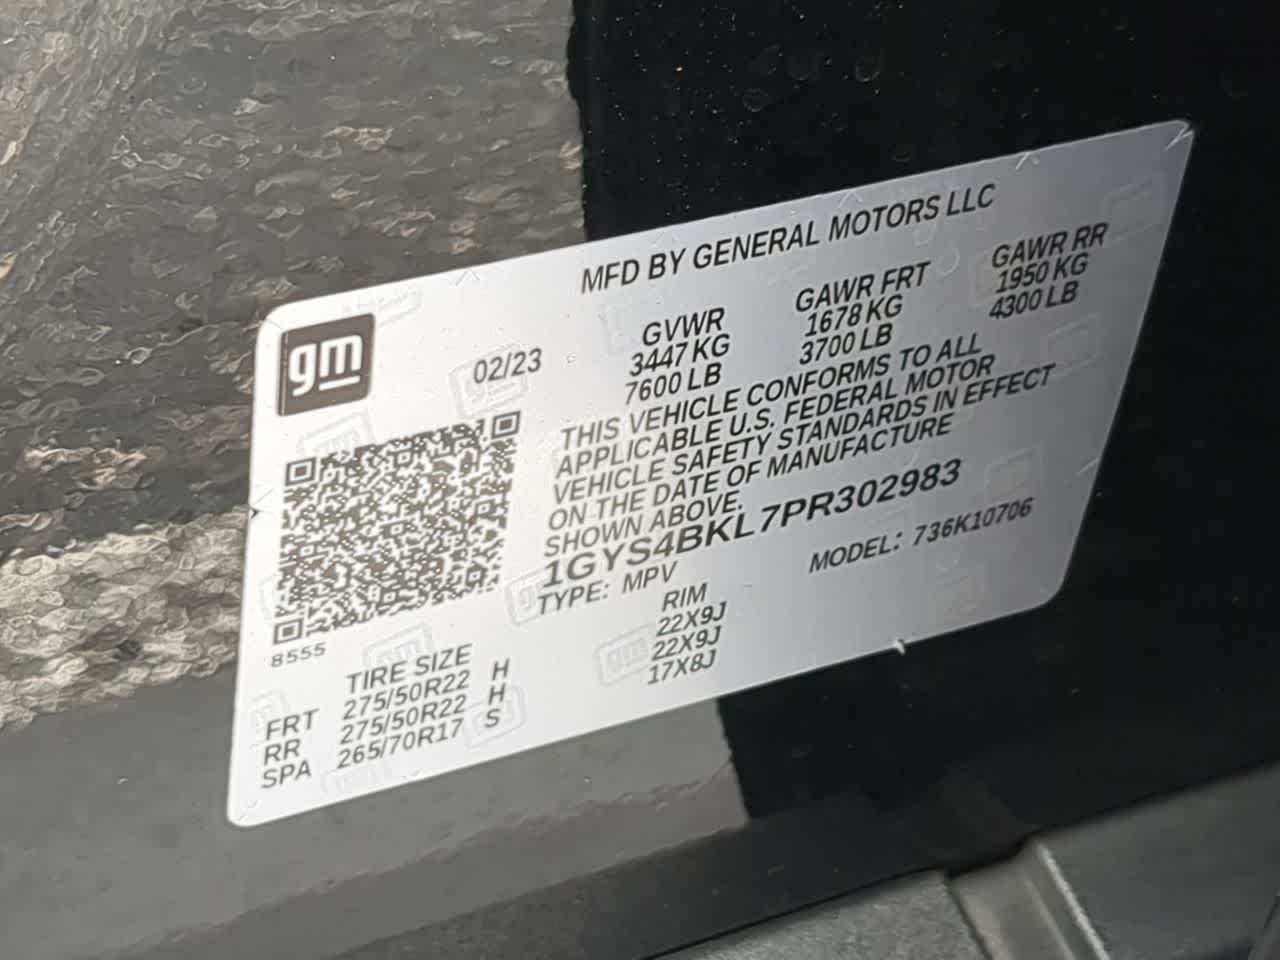 MFD BY GENERAL MOTORS LLC
gm
02/23
GVWR GAWR FRT GAWR RR
3447 KG 1678 KG 1950 KG
7600 LB 3700 LB 4300 LB
THIS VEHICLE CONFORMS TO ALL
APPLICABLE U.S. FEDERAL MOTOR
VEHICLE SAFETY STANDARDS IN EFFECT
ON THE DATE OF MANUFACTURE
SHOWN ABOVE.
1GYS4BKL7PR302983
TYPE: MPV MODEL: 736K10706
8555
TIRE SIZE RIM
FRT 275/50R22 H 22X9J
RR 275/50R22 H 22X9J
SPA 265/70R17 S 17X8J